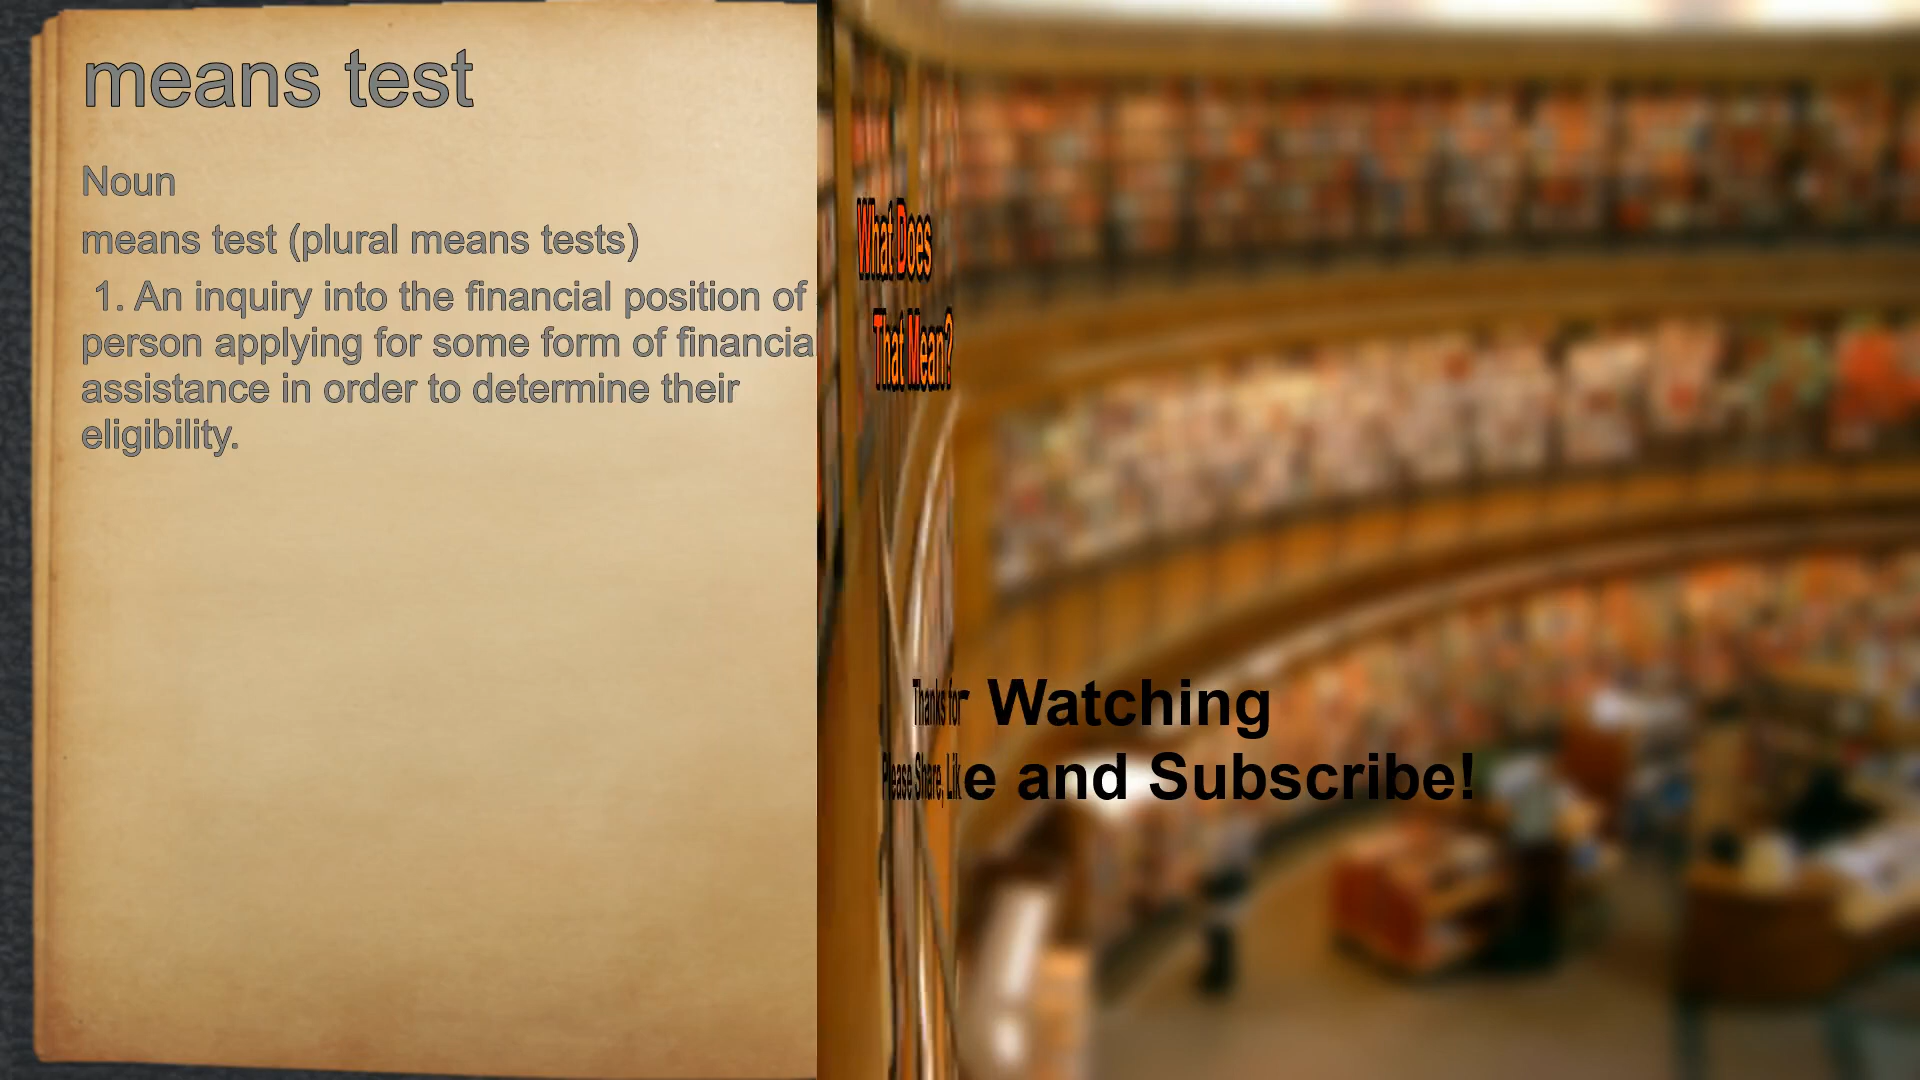 means test
Noun
means test (plural means tests)
1. An inquiry into the financial position of
person applying for some form of financia
assistance in order to determine their
eligibility.
What Does
That Mean?
Thanks for Watching
Please Share, Like and Subscribe!